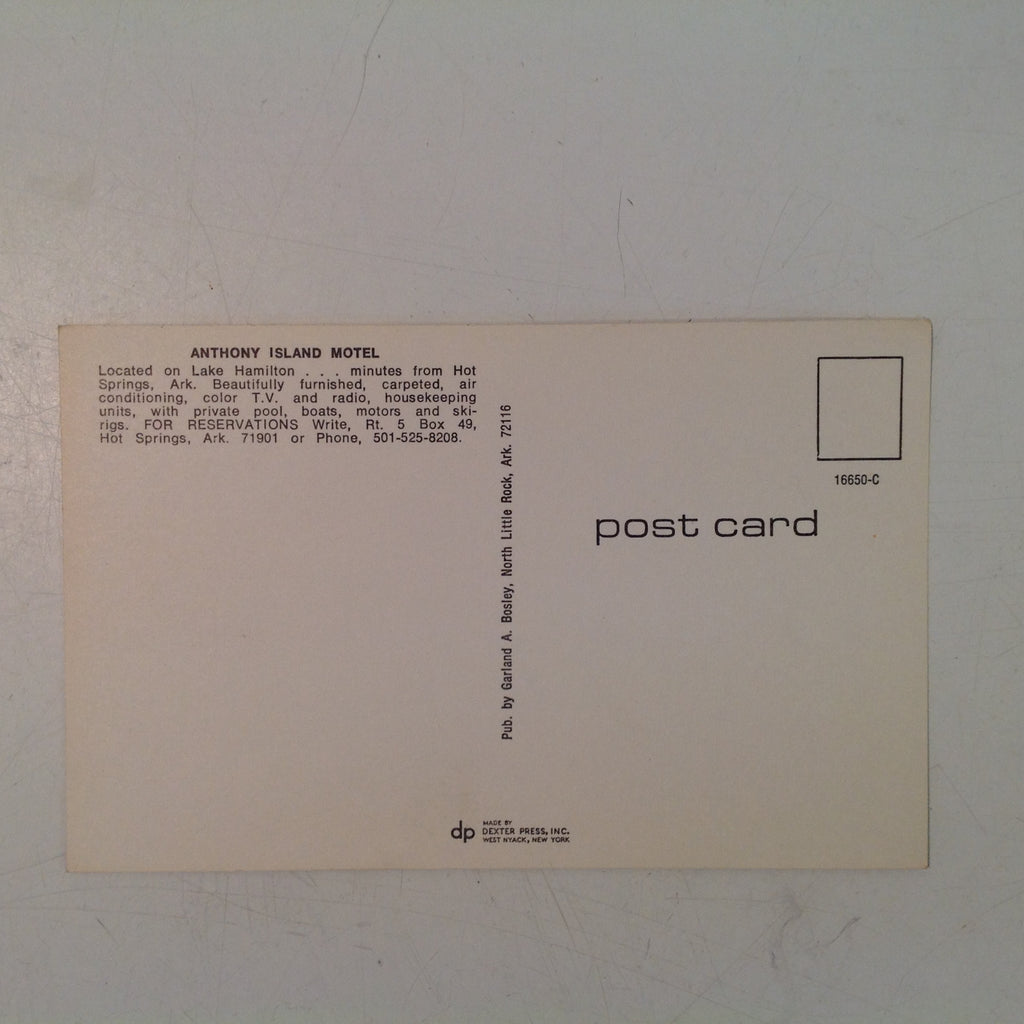 ANTHONY ISLAND MOTEL
Located on Lake Hamilton . . . minutes from Hot
Springs, Ark. Beautifully furnished, carpeted, air
conditioning, color T.V. and radio, housekeeping
units, with private pool, boats, motors and ski-
rigs. FOR RESERVATIONS Write, Rt. 5 Box 49,
Hot Springs, Ark. 71901 or Phone, 501-525-8208.
Pub. by Garland A. Bosley, North Little Rock, Ark. 72116
16650-C
post card
dp
MADE BY
DEXTER PRESS, INC.
WEST NYACK, NEW YORK